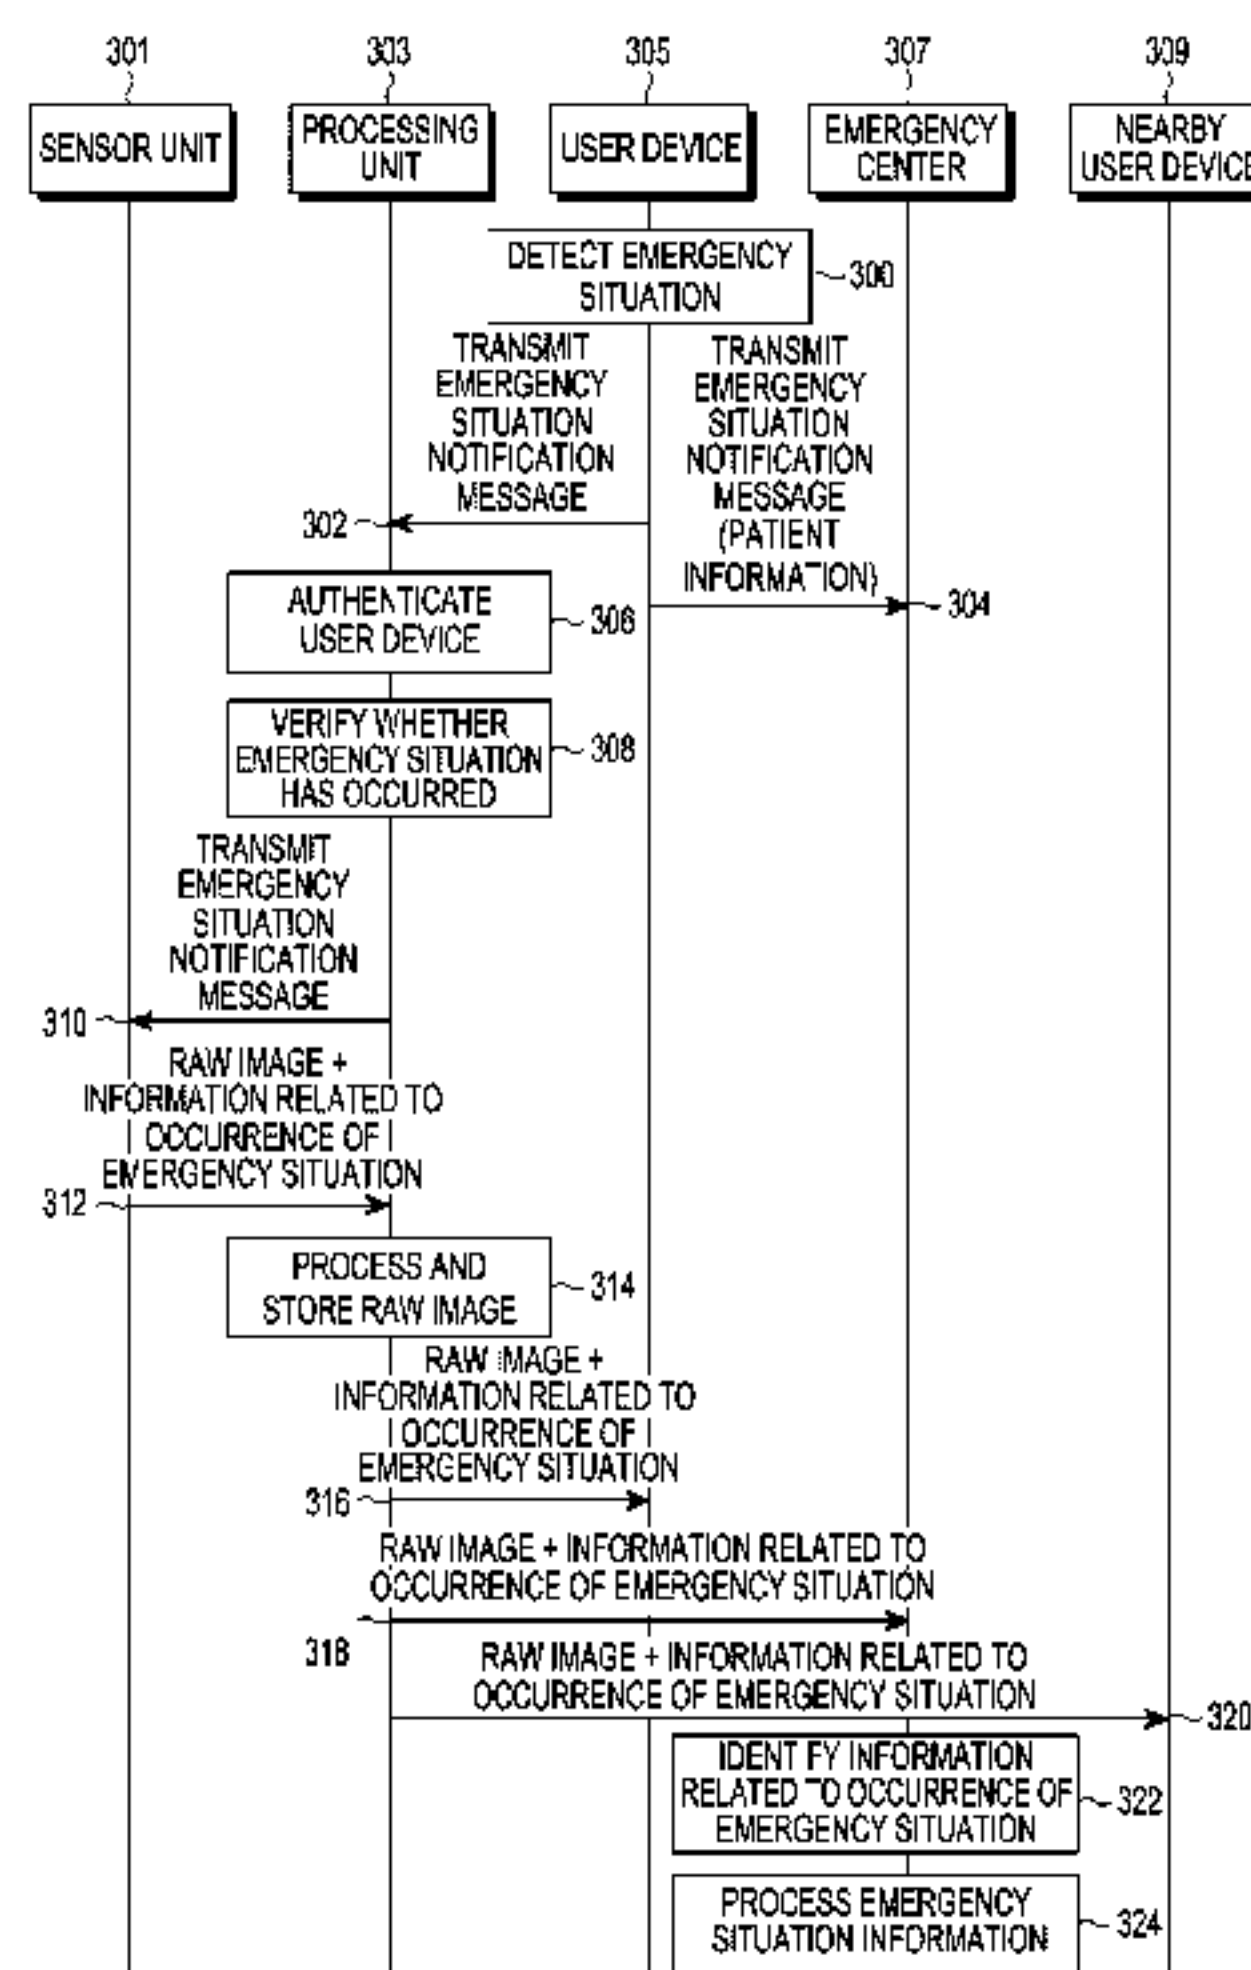 301
303
305
307
309
SENSOR UNIT
PROCESSING
UNIT
USER DEVICE
EMERGENCY
CENTER
NEARBY
USER DEVICE
DETECT EMERGENCY
SITUATION
300
TRANSMIT
EMERGENCY
SITUATION
NOTIFICATION
MESSAGE
302
TRANSMIT
EMERGENCY
SITUATION
NOTIFICATION
MESSAGE
(PATIENT
INFORMATION)
304
AUTHENTICATE
USER DEVICE
306
VERIFY WHETHER
EMERGENCY SITUATION
HAS OCCURRED
308
TRANSMIT
EMERGENCY
SITUATION
NOTIFICATION
MESSAGE
310
RAW IMAGE +
INFORMATION RELATED TO
OCCURRENCE OF
EMERGENCY SITUATION
312
PROCESS AND
STORE RAW IMAGE
314
RAW IMAGE +
INFORMATION RELATED TO
OCCURRENCE OF
EMERGENCY SITUATION
316
RAW IMAGE + INFORMATION RELATED TO
OCCURRENCE OF EMERGENCY SITUATION
318
RAW IMAGE + INFORMATION RELATED TO
OCCURRENCE OF EMERGENCY SITUATION
320
IDENTIFY INFORMATION
RELATED TO OCCURRENCE OF
EMERGENCY SITUATION
322
PROCESS EMERGENCY
SITUATION INFORMATION
324